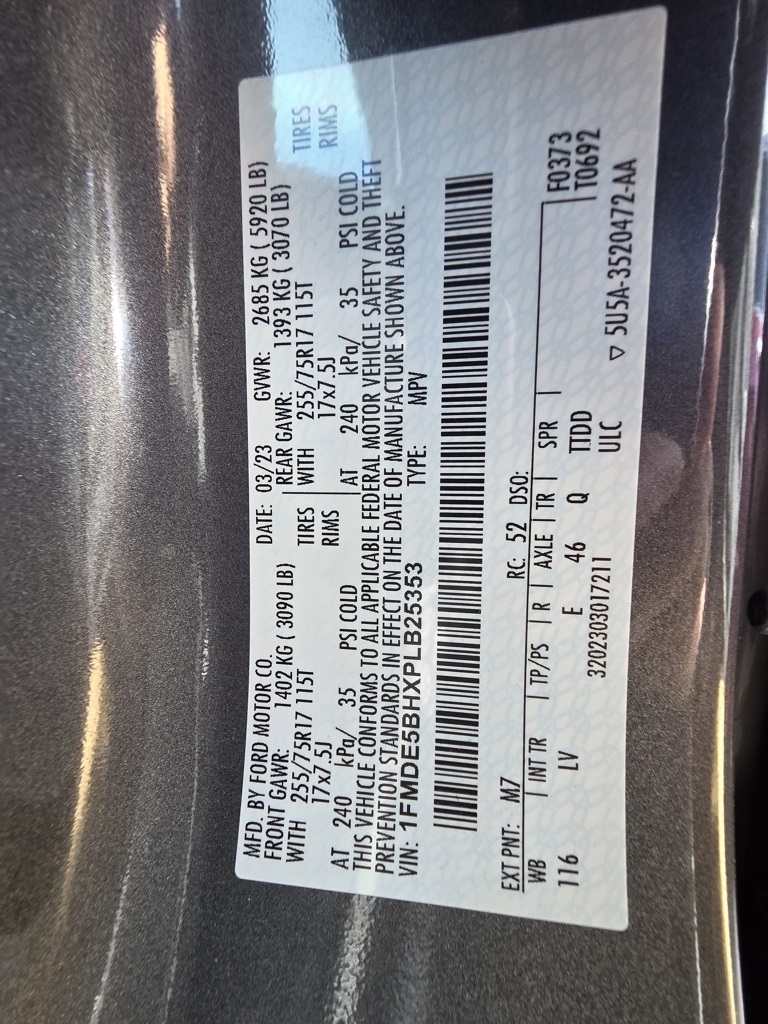 MFD. BY FORD MOTOR CO.
DATE: 03/23 GVWR: 2685 KG ( 5920 LB)
FRONT GAWR: 1402 KG ( 3090 LB) REAR GAWR: 1393 KG ( 3070 LB)
WITH 255/75R17 115T TIRES WITH 255/75R17 115T TIRES
17x7.5J RIMS 17x7.5J RIMS
AT 240 kPa/ 35 PSI COLD AT 240 kPa/ 35 PSI COLD
THIS VEHICLE CONFORMS TO ALL APPLICABLE FEDERAL MOTOR VEHICLE SAFETY AND THEFT
PREVENTION STANDARDS IN EFFECT ON THE DATE OF MANUFACTURE SHOWN ABOVE.
VIN: 1FMDE5BHXPLB25353 TYPE: MPV
EXT PNT: M7 RC: 52 DSO:
WB INT TR TP/PS R AXLE TR SPR F0373
116 LV E 46 Q TTDD T0692
3202303017211 ULC
▽ 5U5A-3520472-AA